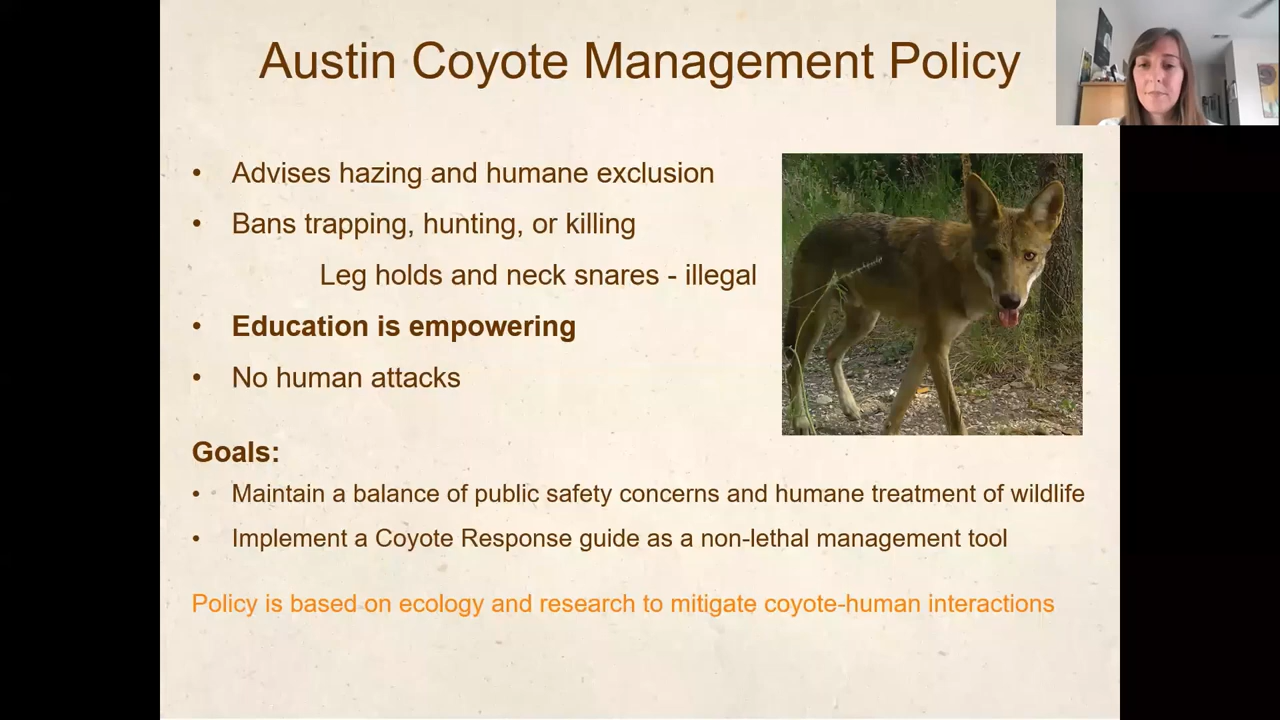 Austin Coyote Management Policy
• Advises hazing and humane exclusion
• Bans trapping, hunting, or killing
Leg holds and neck snares - illegal
• Education is empowering
• No human attacks
Goals:
• Maintain a balance of public safety concerns and humane treatment of wildlife
• Implement a Coyote Response guide as a non-lethal management tool
Policy is based on ecology and research to mitigate coyote-human interactions